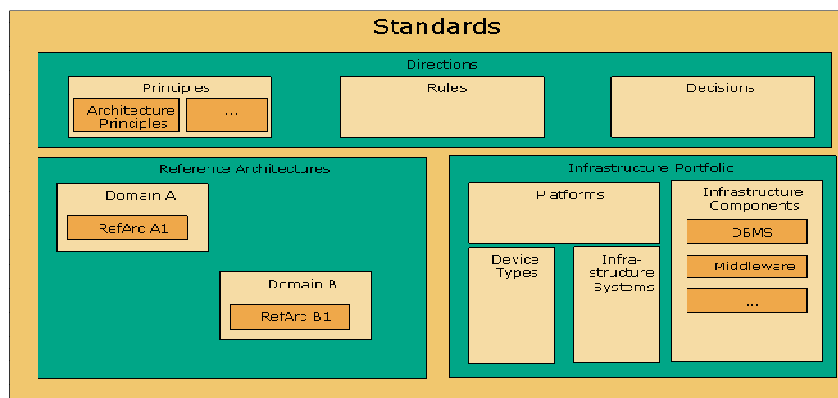 Standards
Directions
Principles
Architecture
Principles
...
Rules
Decisions
Reference Architectures
Domain A
RefArc A1
Domain B
RefArc B1
Infrastructure Portfolio
Platforms
Device
Types
Infra-
structure
Systems
Infrastructure
Components
DBMS
Middleware
...